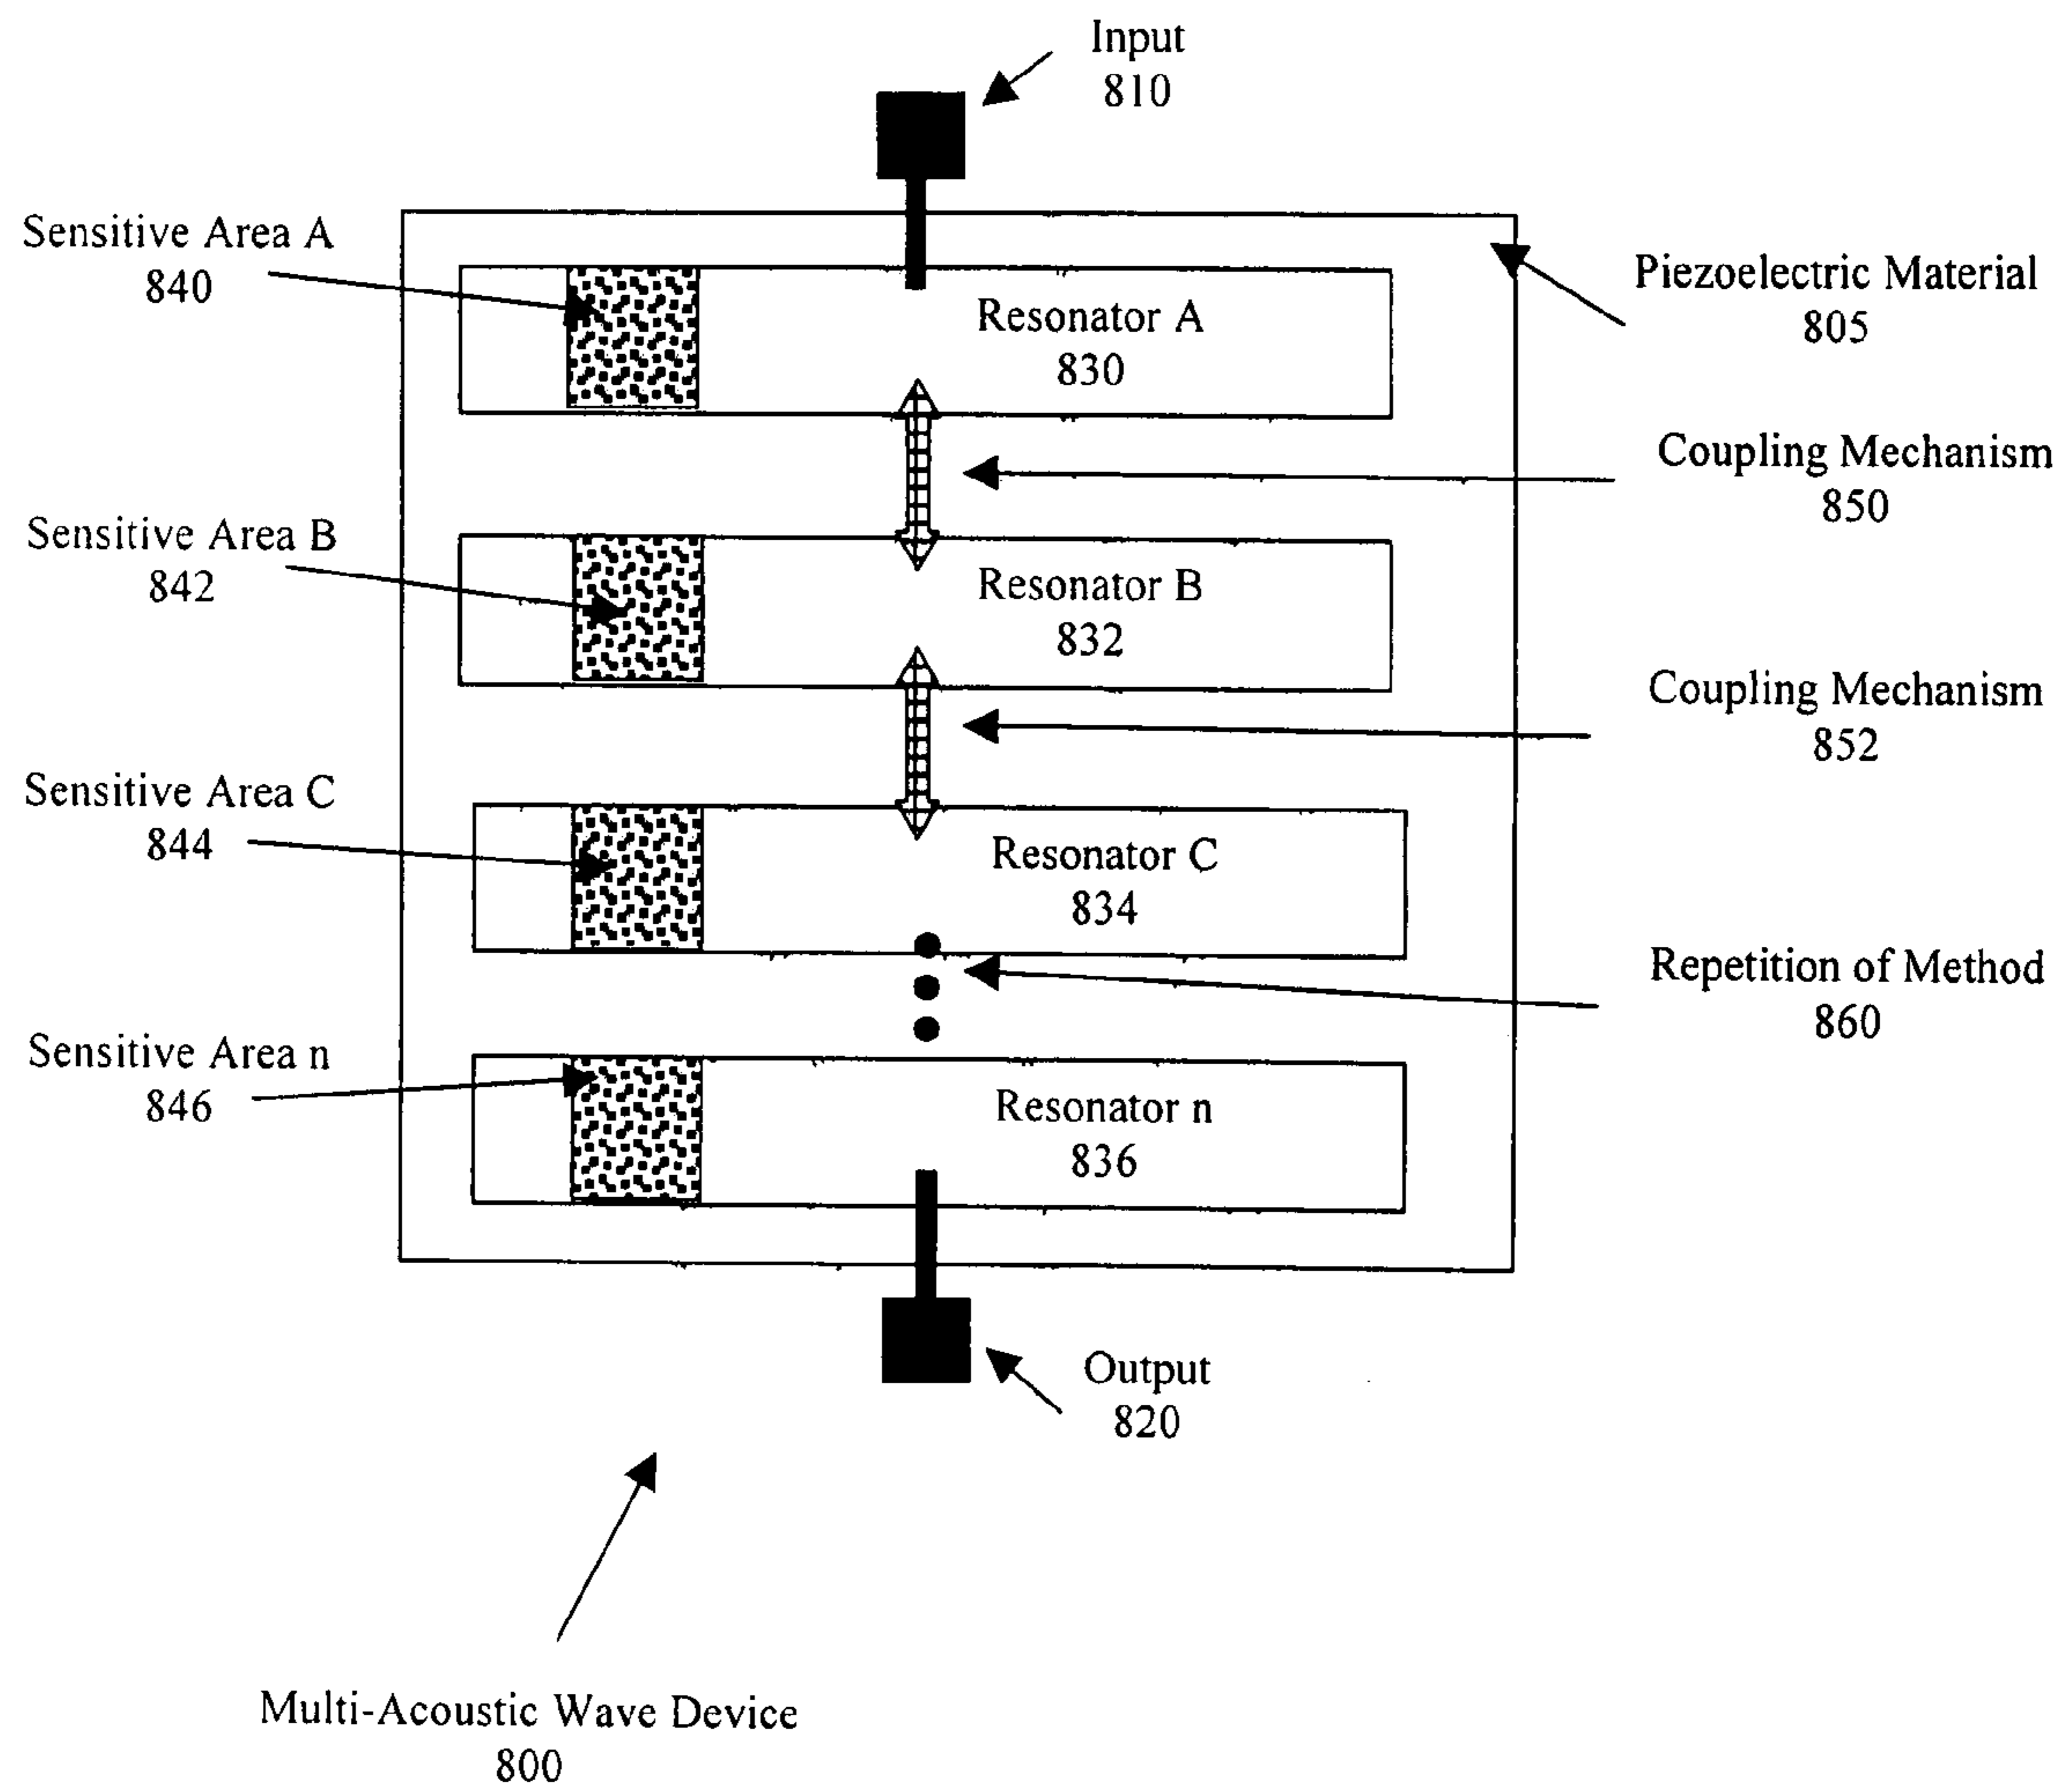 Input
810
Sensitive Area A
840
Piezoelectric Material
805
Resonator A
830
Coupling Mechanism
850
Sensitive Area B
842
Resonator B
832
Coupling Mechanism
852
Sensitive Area C
844
Resonator C
834
Repetition of Method
860
Sensitive Area n
846
Resonator n
836
Output
820
Multi-Acoustic Wave Device
800